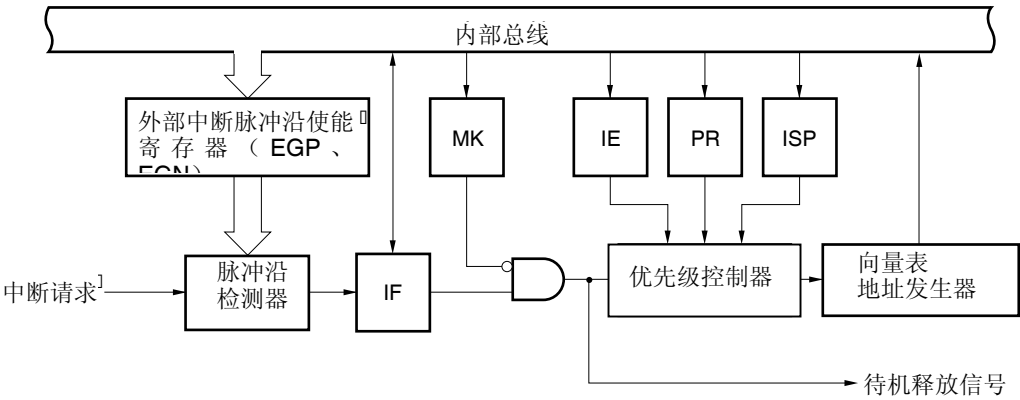 内部总线
外部中断脉冲沿使能
寄存器（EGP、
EGN）
MK
IE
PR
ISP
中断请求
脉冲沿
检测器
IF
优先级控制器
向量表
地址发生器
待机释放信号